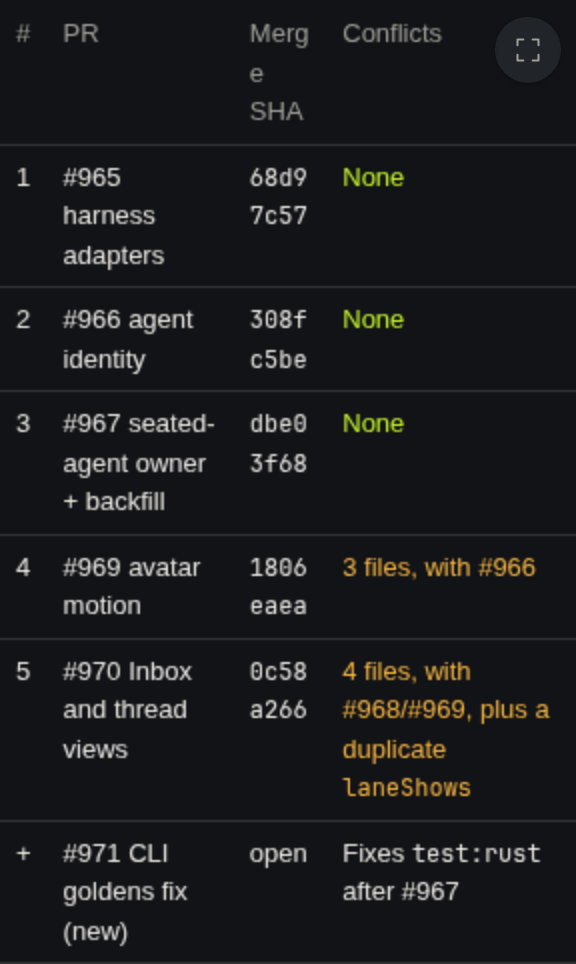 # PR Merg Conflicts
e
SHA
1 #965 68d9 None
harness 7c57
adapters
2 #966 agent 308f None
identity c5be
3 #967 seated- dbe0 None
agent owner 3f68
+ backfill
4 #969 avatar 1806 3 files, with #966
motion eaea
5 #970 Inbox 0c58 4 files, with
and thread a266 #968/#969, plus a
views duplicate
laneShows
+ #971 CLI open Fixes test:rust
goldens fix after #967
(new)